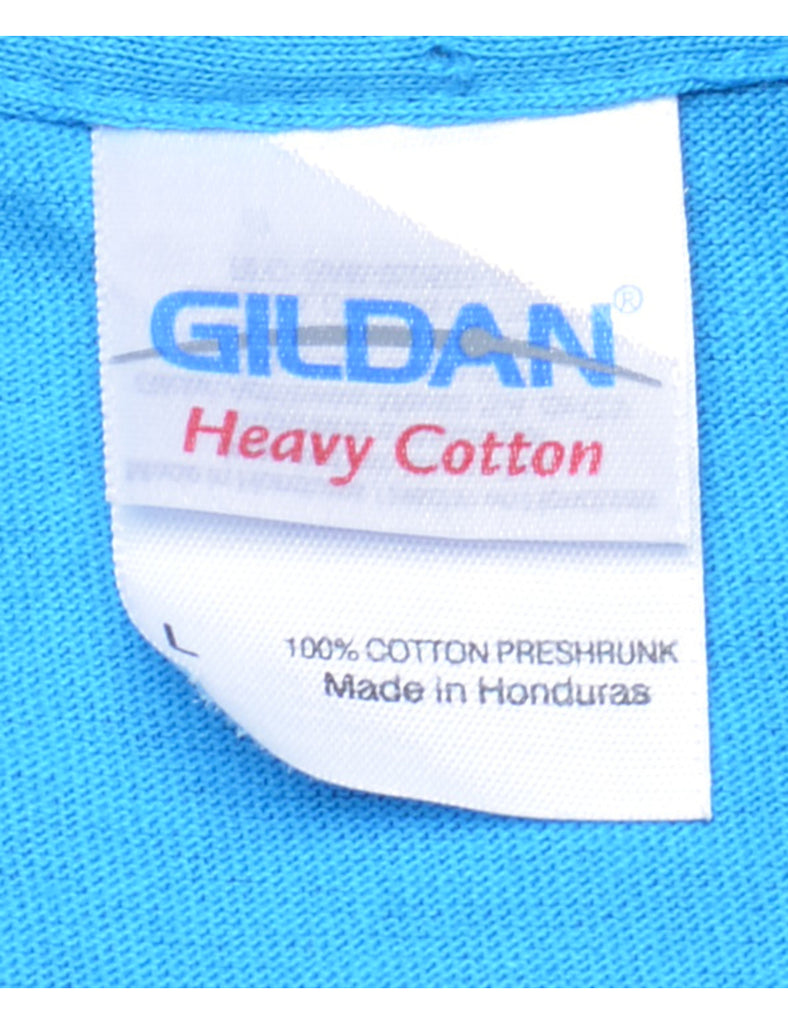 GILDAN®
Heavy Cotton
L
100% COTTON PRESHRUNK
Made in Honduras